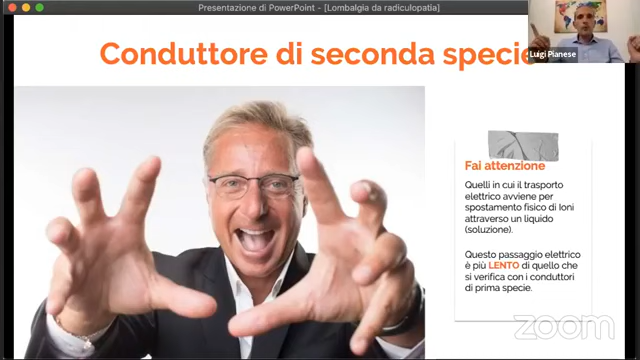 Presentazione di PowerPoint - [Lombalgia da radiculopatia]
Conduttore di seconda specie
Luigi Pianese
Fai attenzione
Quelli in cui il trasporto
elettrico avviene per
spostamento fisico di Ioni
attraverso un liquido
(soluzione).
Questo passaggio elettrico
è più LENTO di quello che
si verifica con i conduttori
di prima specie.
zoom